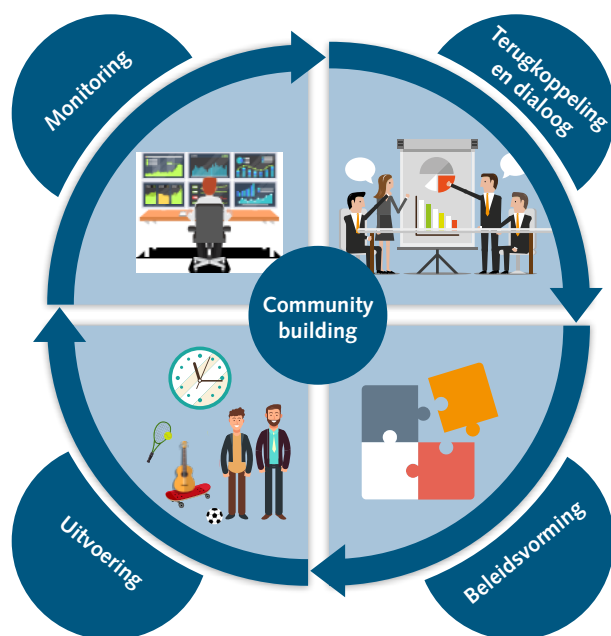 Monitoring
Terugkoppeling
en dialoog
Community
building
Uitvoering
Beleidsvorming